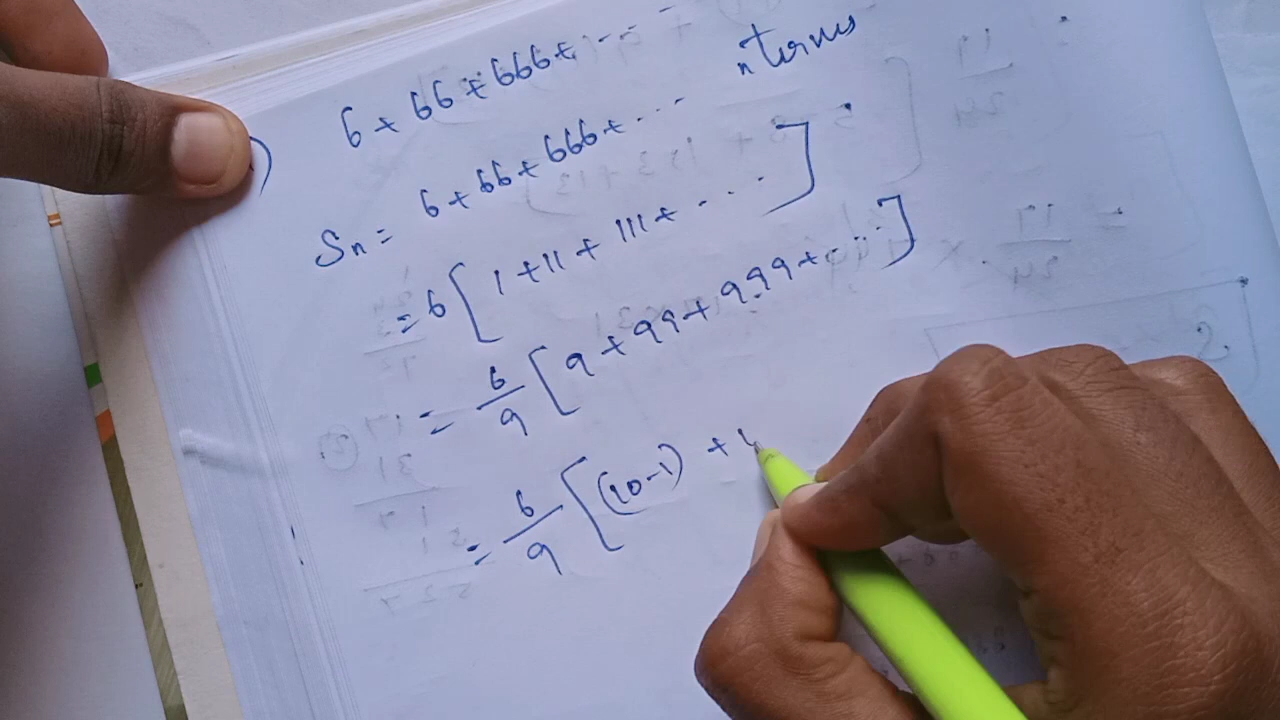 6 + 66 + 666 + ...
Sn = 6 + 66 + 666 + ... n terms
= 6 [ 1 + 11 + 111 + ... ]
= 6/9 [ 9 + 99 + 999 + ... ]
= 6/9 [ (10-1) +